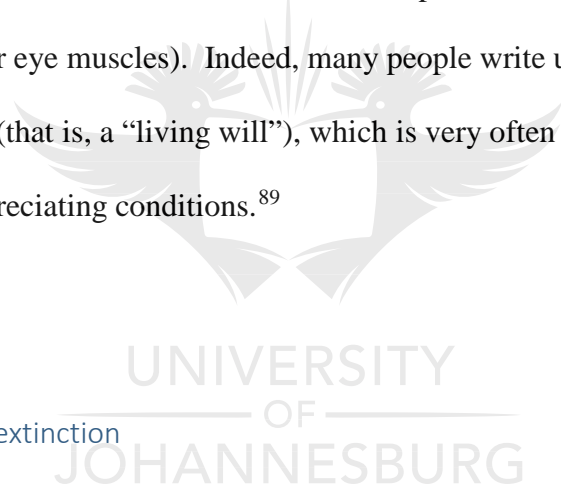 r eye muscles). Indeed, many people write u
(that is, a “living will”), which is very often
reciating conditions.89
UNIVERSITY
OF
extinction
JOHANNESBURG